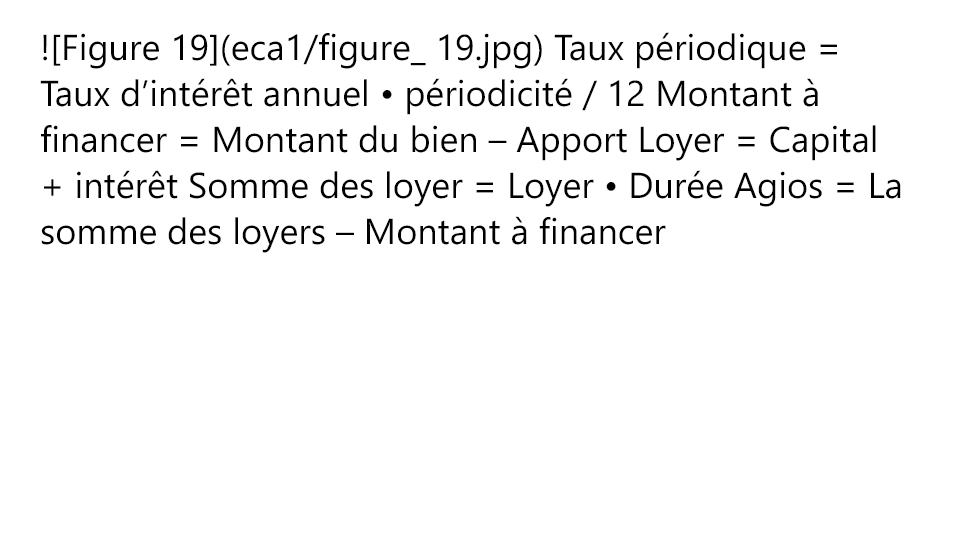 ![Figure 19](eca1/figure_ 19.jpg) Taux périodique =
Taux d’intérêt annuel • périodicité / 12 Montant à
financer = Montant du bien – Apport Loyer = Capital
+ intérêt Somme des loyer = Loyer • Durée Agios = La
somme des loyers – Montant à financer